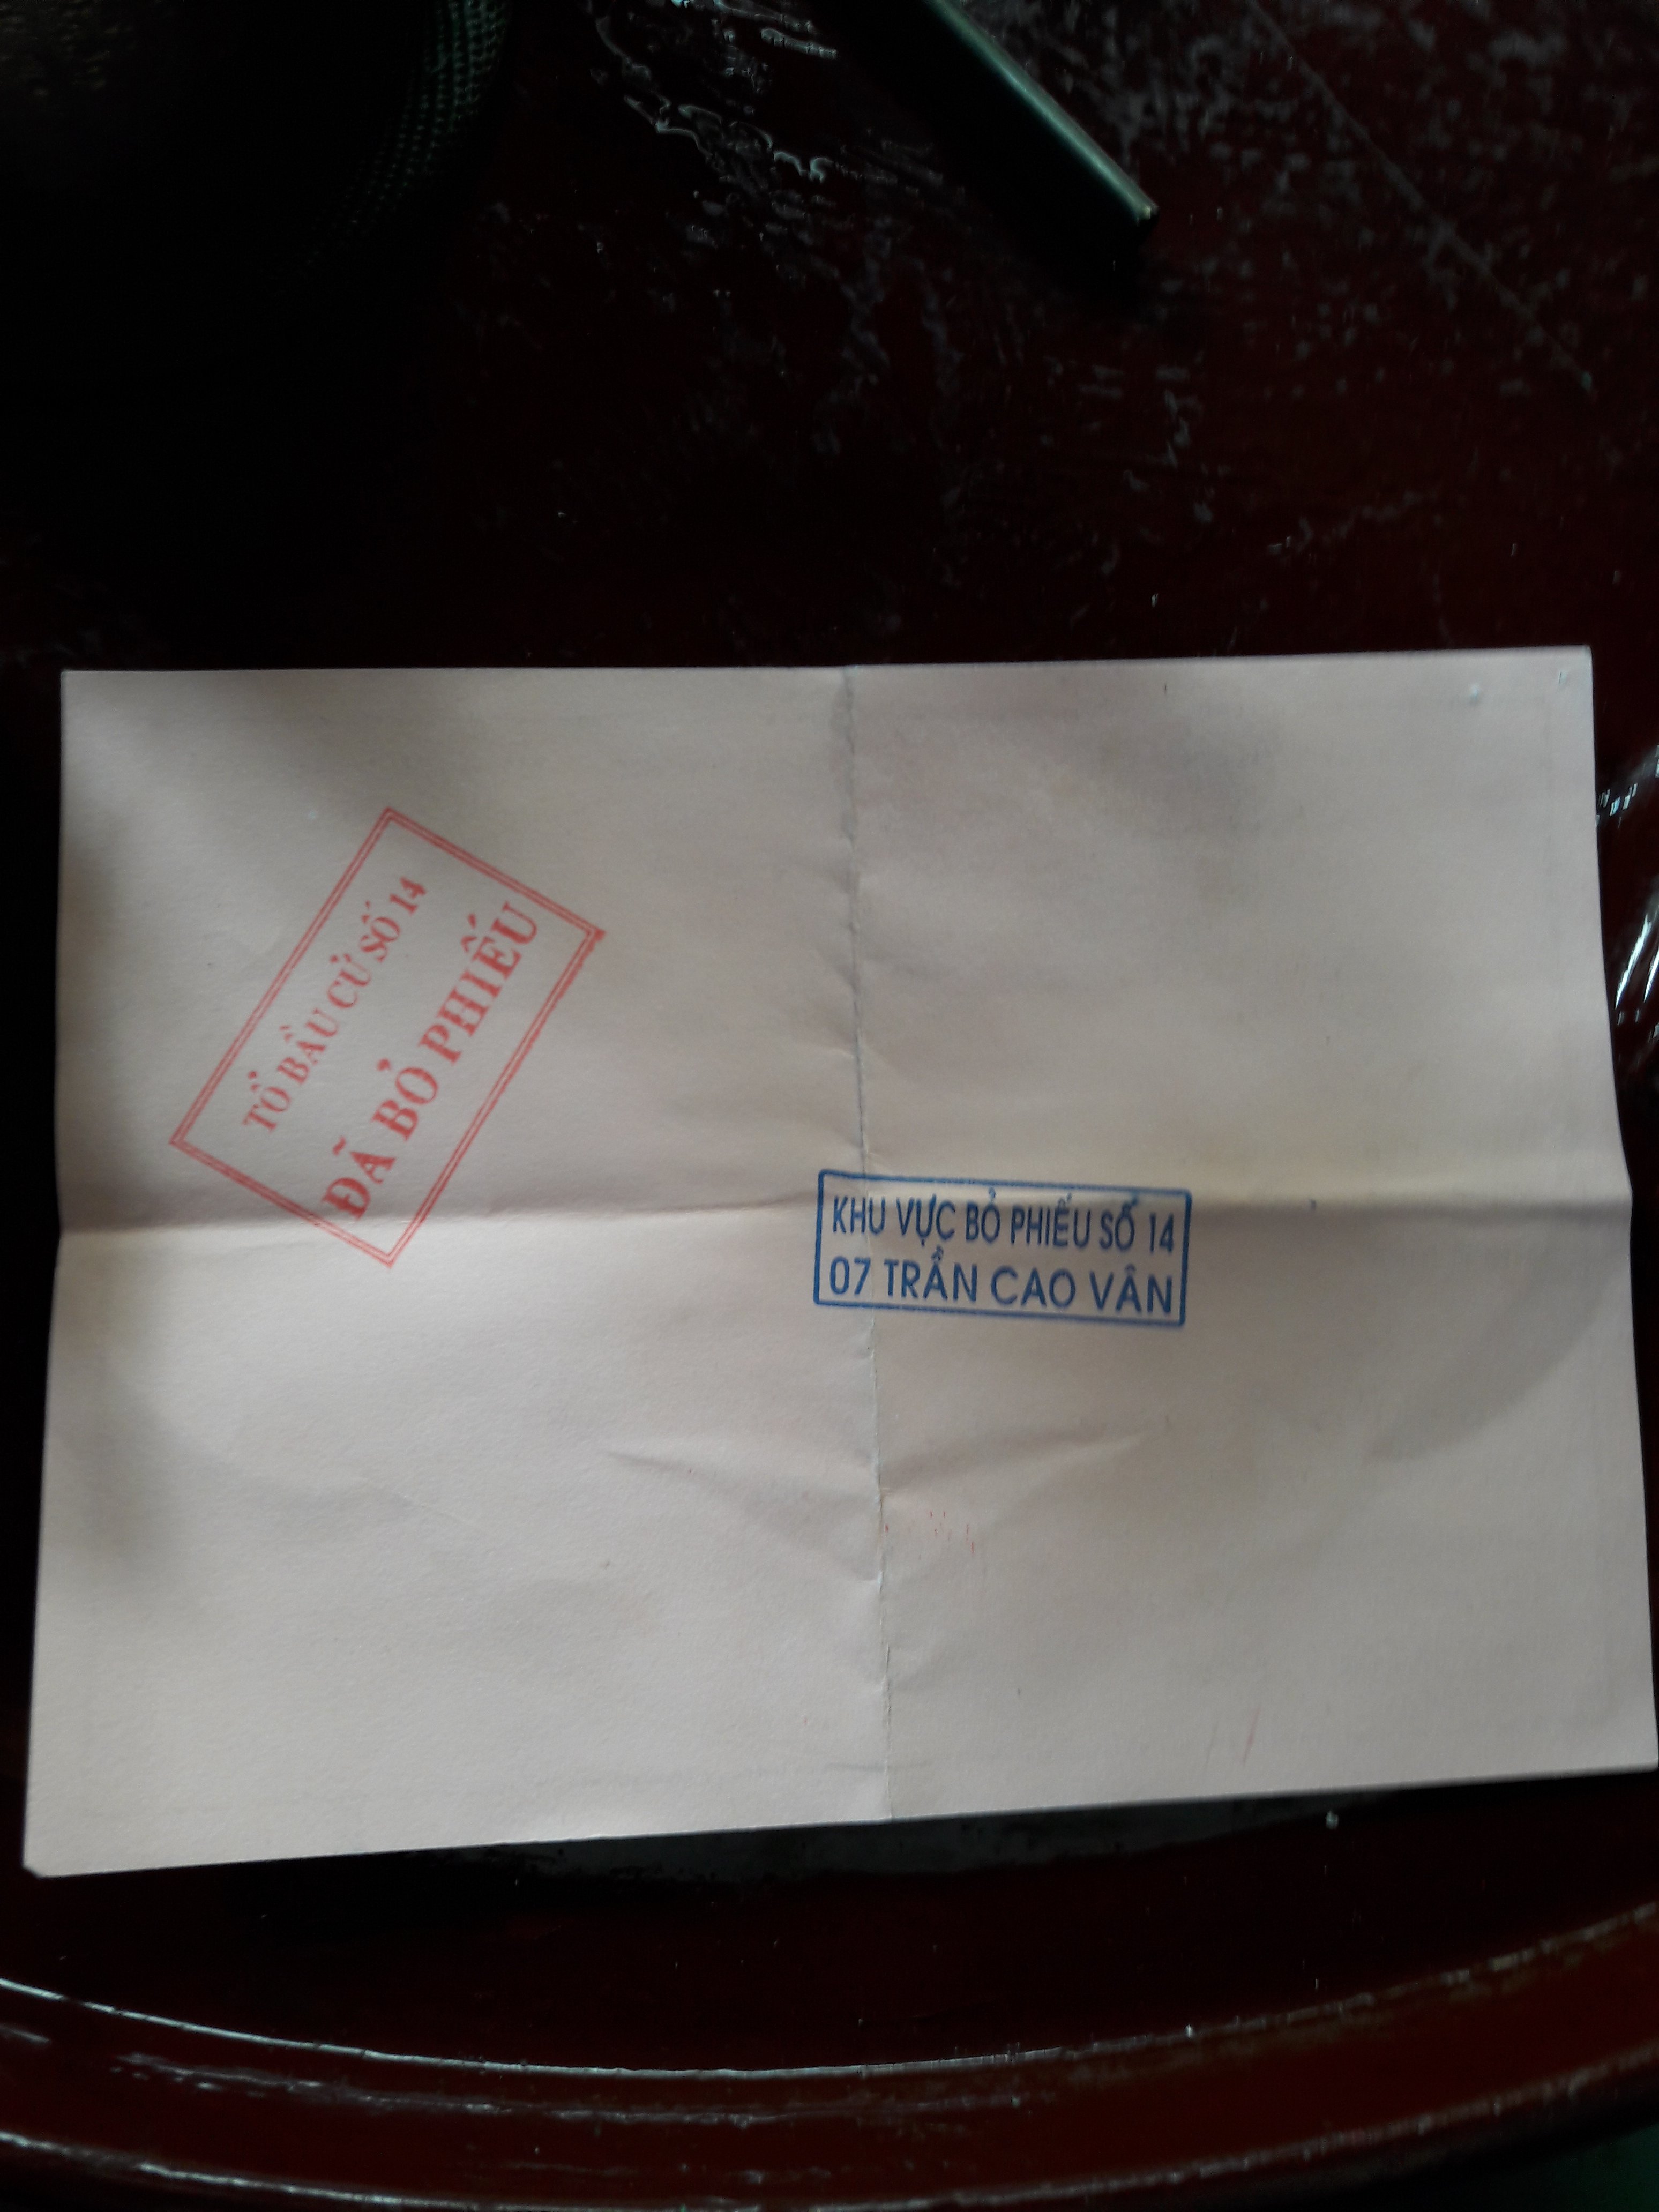 TỔ BẦU CỬ SỐ 14
ĐÃ BỎ PHIẾU
KHU VỰC BỎ PHIẾU SỐ 14
07 TRẦN CAO VÂN